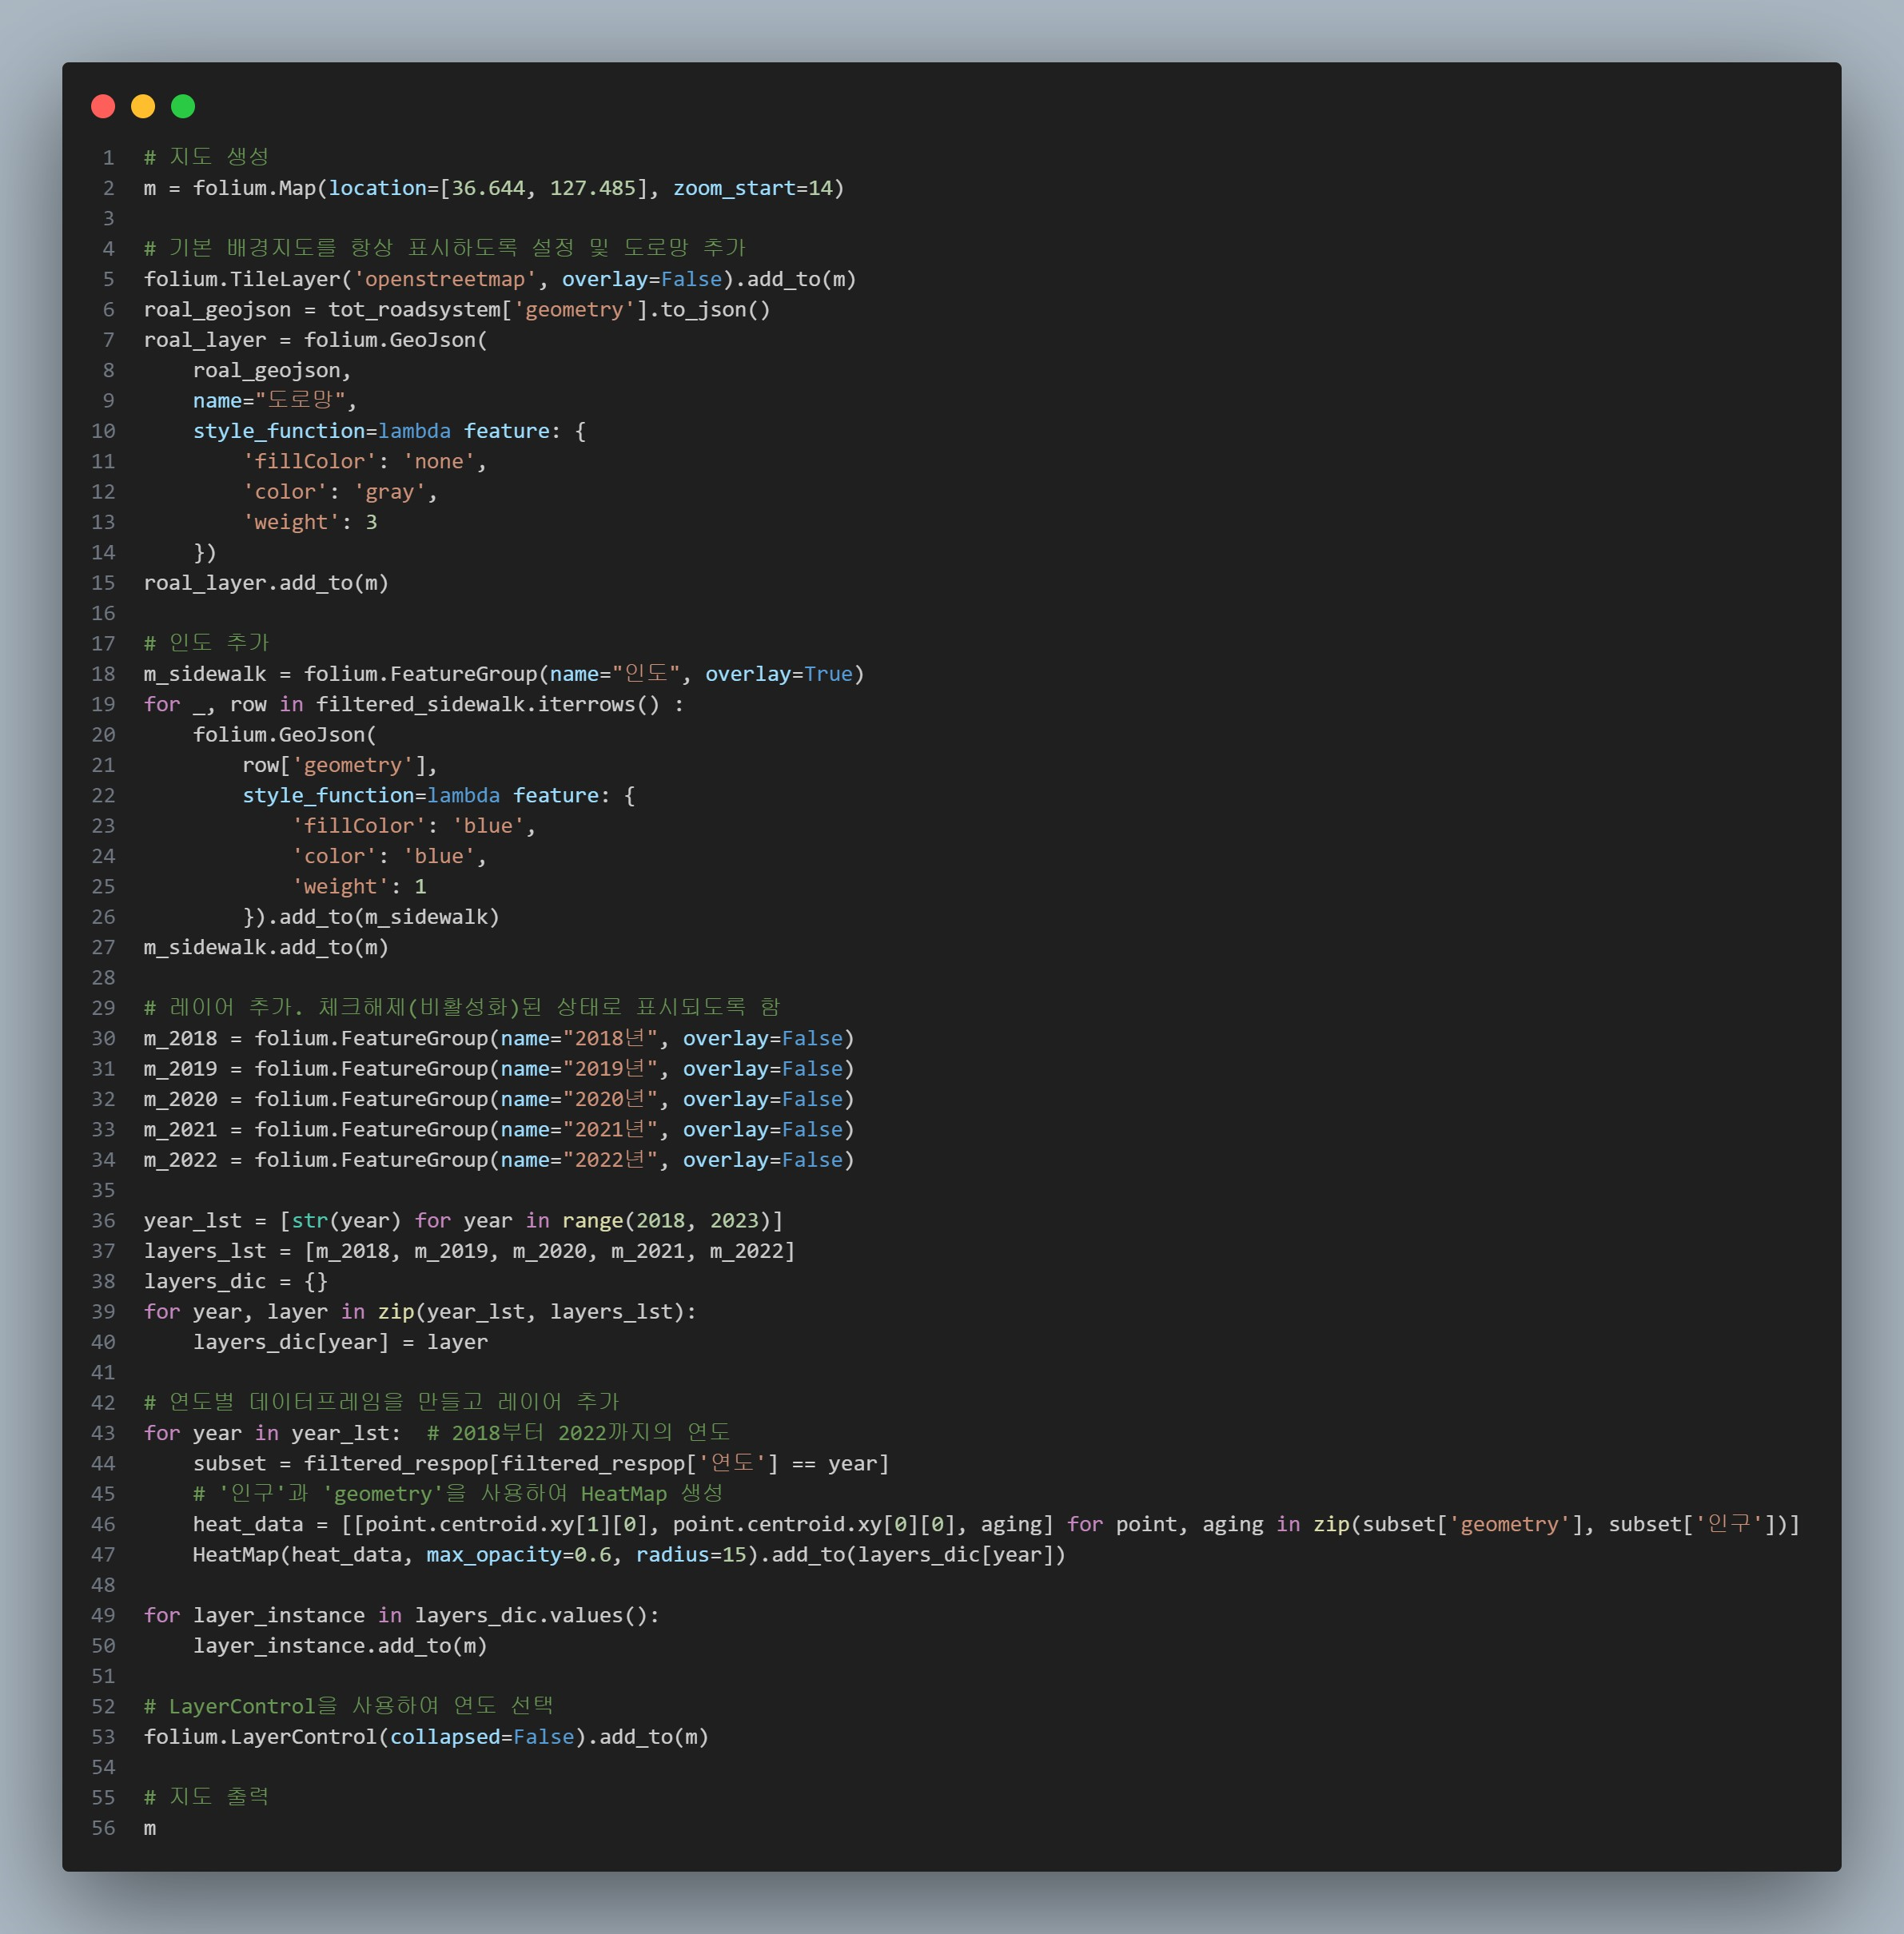 1 # 지도 생성
2 m = folium.Map(location=[36.644, 127.485], zoom_start=14)
3
4 # 기본 배경지도를 항상 표시하도록 설정 및 도로망 추가
5 folium.TileLayer('openstreetmap', overlay=False).add_to(m)
6 roal_geojson = tot_roadsystem['geometry'].to_json()
7 roal_layer = folium.GeoJson(
8     roal_geojson,
9     name="도로망",
10     style_function=lambda feature: {
11         'fillColor': 'none',
12         'color': 'gray',
13         'weight': 3
14     })
15 roal_layer.add_to(m)
16
17 # 인도 추가
18 m_sidewalk = folium.FeatureGroup(name="인도", overlay=True)
19 for _, row in filtered_sidewalk.iterrows() :
20     folium.GeoJson(
21         row['geometry'],
22         style_function=lambda feature: {
23             'fillColor': 'blue',
24             'color': 'blue',
25             'weight': 1
26         }).add_to(m_sidewalk)
27 m_sidewalk.add_to(m)
28
29 # 레이어 추가. 체크해제(비활성화)된 상태로 표시되도록 함
30 m_2018 = folium.FeatureGroup(name="2018년", overlay=False)
31 m_2019 = folium.FeatureGroup(name="2019년", overlay=False)
32 m_2020 = folium.FeatureGroup(name="2020년", overlay=False)
33 m_2021 = folium.FeatureGroup(name="2021년", overlay=False)
34 m_2022 = folium.FeatureGroup(name="2022년", overlay=False)
35
36 year_lst = [str(year) for year in range(2018, 2023)]
37 layers_lst = [m_2018, m_2019, m_2020, m_2021, m_2022]
38 layers_dic = {}
39 for year, layer in zip(year_lst, layers_lst):
40     layers_dic[year] = layer
41
42 # 연도별 데이터프레임을 만들고 레이어 추가
43 for year in year_lst:  # 2018부터 2022까지의 연도
44     subset = filtered_respop[filtered_respop['연도'] == year]
45     # '인구'과 'geometry'을 사용하여 HeatMap 생성
46     heat_data = [[point.centroid.xy[1][0], point.centroid.xy[0][0], aging] for point, aging in zip(subset['geometry'], subset['인구'])]
47     HeatMap(heat_data, max_opacity=0.6, radius=15).add_to(layers_dic[year])
48
49 for layer_instance in layers_dic.values():
50     layer_instance.add_to(m)
51
52 # LayerControl을 사용하여 연도 선택
53 folium.LayerControl(collapsed=False).add_to(m)
54
55 # 지도 출력
56 m